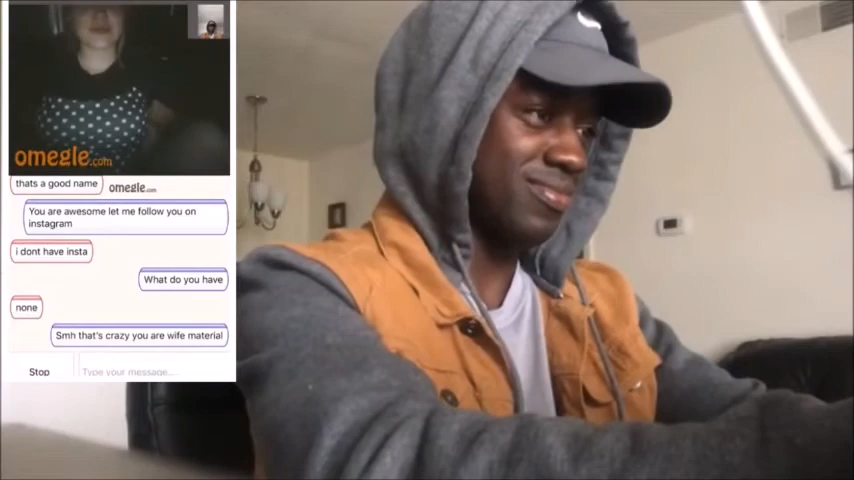 omegle.com
thats a good name
omegle.com
You are awesome let me follow you on
instagram
i dont have insta
What do you have
none
Smh that's crazy you are wife material
Stop
Type your message....